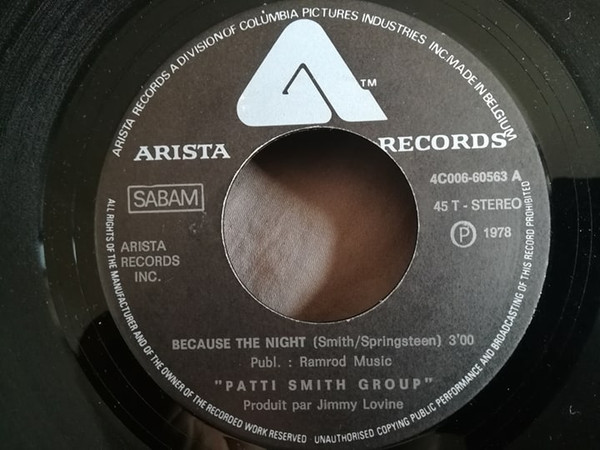 ARISTA RECORDS A DIVISION OF COLUMBIA PICTURES INDUSTRIES INC. MADE IN BELGIUM
TM
ARISTA RECORDS
4C006-60563 A
SABAM
45 T - STEREO
P 1978
ARISTA
RECORDS
INC.
BECAUSE THE NIGHT (Smith/Springsteen) 3'00
Publ. : Ramrod Music
"PATTI SMITH GROUP"
Produit par Jimmy Lovine
ALL RIGHTS OF THE MANUFACTURER AND OF THE OWNER OF THE RECORDED WORK RESERVED · UNAUTHORISED COPYING PUBLIC PERFORMANCE AND BROADCASTING OF THIS RECORD PROHIBITED